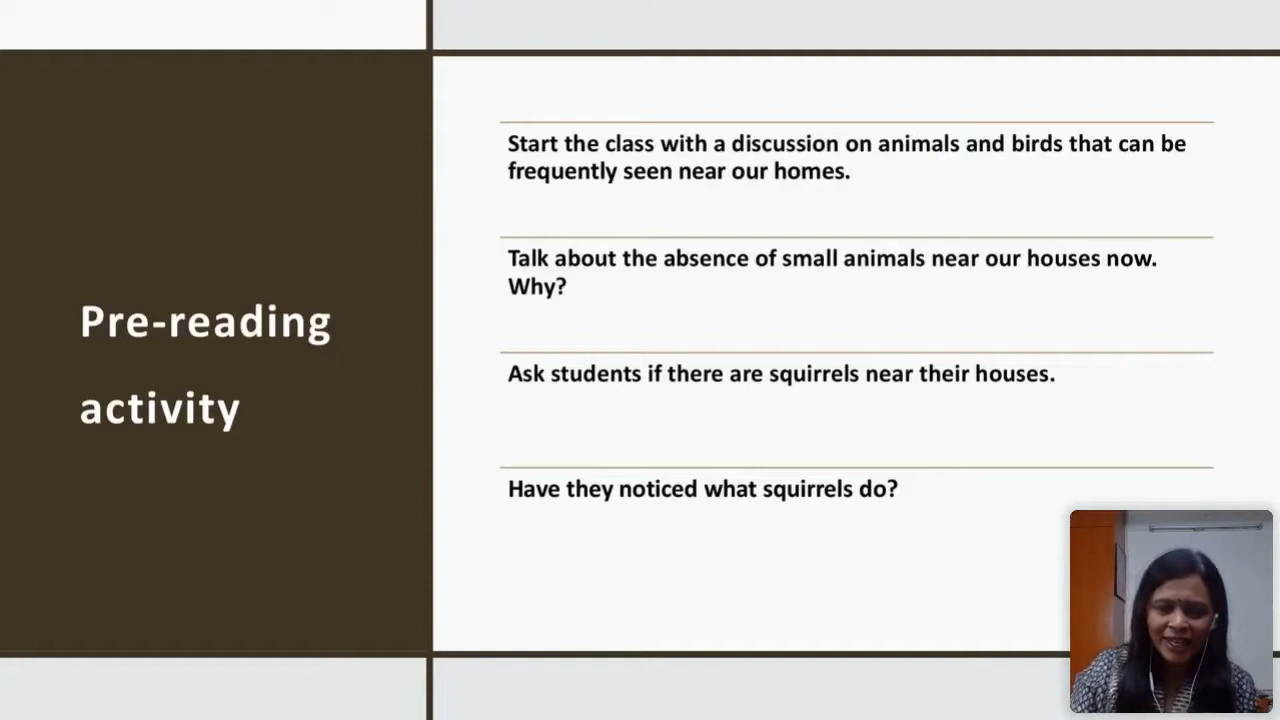 Pre-reading
activity
Start the class with a discussion on animals and birds that can be
frequently seen near our homes.
Talk about the absence of small animals near our houses now.
Why?
Ask students if there are squirrels near their houses.
Have they noticed what squirrels do?